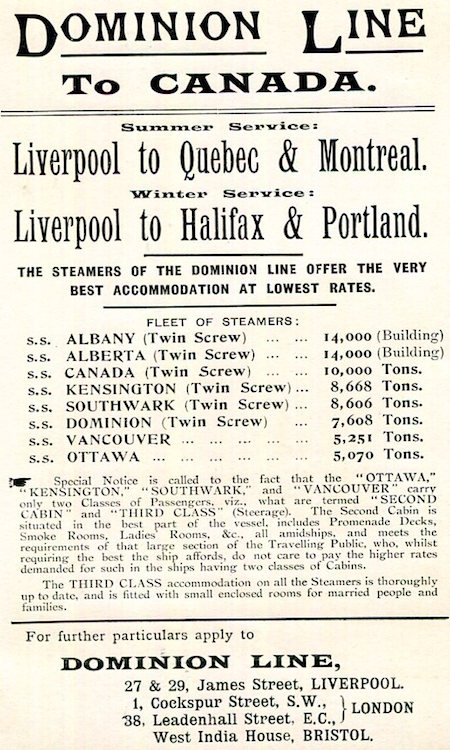 DOMINION LINE
TO CANADA.
Summer Service:
Liverpool to Quebec & Montreal.
Winter Service:
Liverpool to Halifax & Portland.
THE STEAMERS OF THE DOMINION LINE OFFER THE VERY
BEST ACCOMMODATION AT LOWEST RATES.
FLEET OF STEAMERS:
s.s. ALBANY (Twin Screw) ... ... 14,000 (Building)
s.s. ALBERTA (Twin Screw) ... ... 14,000 (Building)
s.s. CANADA (Twin Screw) ... ... 10,000 Tons.
s.s. KENSINGTON (Twin Screw) ... 8,668 Tons.
s.s. SOUTHWARK (Twin Screw) ... 8,606 Tons.
s.s. DOMINION (Twin Screw) ... 7,608 Tons.
s.s. VANCOUVER ... ... ... ... 5,251 Tons.
s.s. OTTAWA ... ... ... ... ... 5,070 Tons.
Special Notice is called to the fact that the "OTTAWA,"
"KENSINGTON," "SOUTHWARK," and "VANCOUVER" carry
only two Classes of Passengers, viz., what are termed "SECOND
CABIN" and "THIRD CLASS" (Steerage). The Second Cabin is
situated in the best part of the vessel, includes Promenade Decks,
Smoke Rooms, Ladies' Rooms, &c., all amidships, and meets the
requirements of that large section of the Travelling Public, who, whilst
requiring the best the ship affords, do not care to pay the higher rates
demanded for such in the ships having two classes of Cabins.
The THIRD CLASS accommodation on all the Steamers is thoroughly
up to date, and is fitted with small enclosed rooms for married people and
families.
For further particulars apply to
DOMINION LINE,
27 & 29, James Street, LIVERPOOL.
1, Cockspur Street, S.W., } LONDON
38, Leadenhall Street, E.C.,
West India House, BRISTOL.